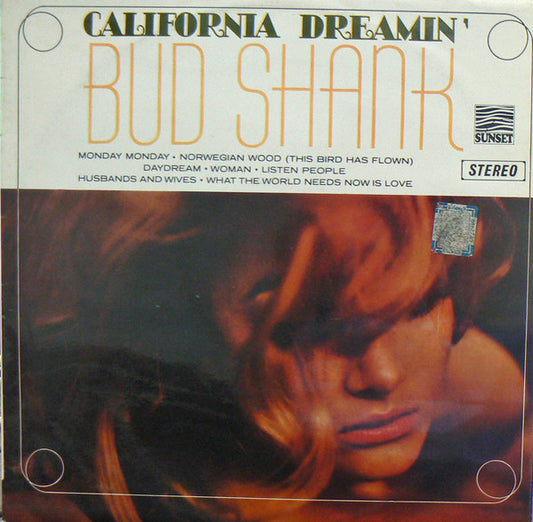 CALIFORNIA DREAMIN'
BUD SHANK
SUNSET
MONDAY MONDAY • NORWEGIAN WOOD (THIS BIRD HAS FLOWN)
DAYDREAM • WOMAN • LISTEN PEOPLE
HUSBANDS AND WIVES • WHAT THE WORLD NEEDS NOW IS LOVE
STEREO